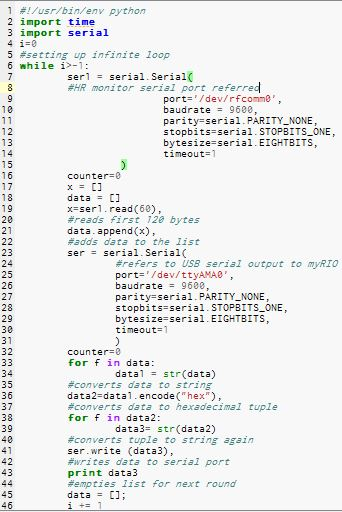 1 #!/usr/bin/env python
2 import time
3 import serial
4 i=0
5 #setting up infinite loop
6 while i>-1:
7 ser1 = serial.Serial(
8 #HR monitor serial port referred
9 port='/dev/rfcomm0',
10 baudrate = 9600,
11 parity=serial.PARITY_NONE,
12 stopbits=serial.STOPBITS_ONE,
13 bytesize=serial.EIGHTBITS,
14 timeout=1
15 )
16 counter=0
17 x = []
18 data = []
19 x=ser1.read(60),
20 #reads first 120 bytes
21 data.append(x),
22 #adds data to the list
23 ser = serial.Serial(
24 #refers to USB serial output to myRIO
25 port='/dev/ttyAMA0',
26 baudrate = 9600,
27 parity=serial.PARITY_NONE,
28 stopbits=serial.STOPBITS_ONE,
29 bytesize=serial.EIGHTBITS,
30 timeout=1
31 )
32 counter=0
33 for f in data:
34 data1 = str(data)
35 #converts data to string
36 data2=data1.encode("hex"),
37 #converts data to hexadecimal tuple
38 for f in data2:
39 data3= str(data2)
40 #converts tuple to string again
41 ser.write (data3),
42 #writes data to serial port
43 print data3
44 #empties list for next round
45 data = [];
46 i += 1